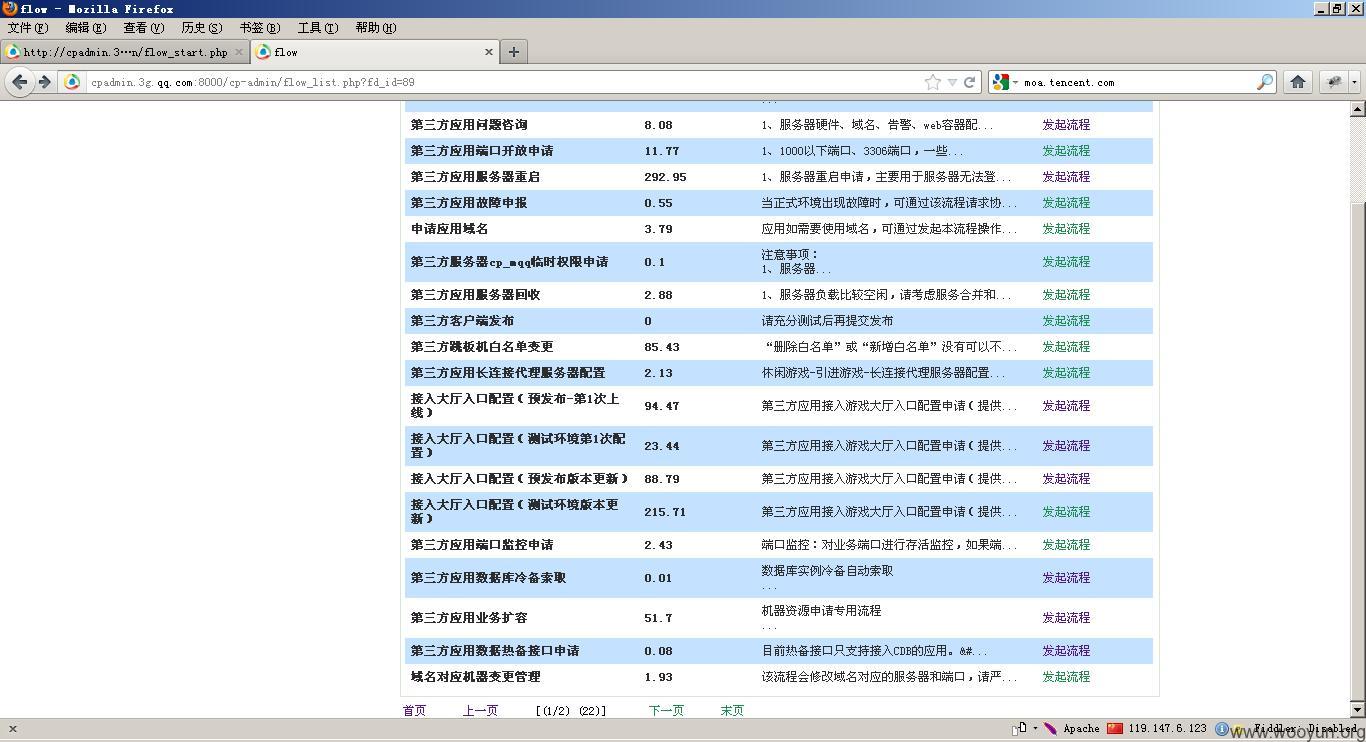 flow - Mozilla Firefox
文件(F) 编辑(E) 查看(V) 历史(S) 书签(B) 工具(T) 帮助(H)
http://cpadmin.3…n/flow_start.php
flow
cpadmin.3g.qq.com:8000/cp-admin/flow_list.php?fd_id=89
moa.tencent.com
...
第三方应用问题咨询 8.08 1、服务器硬件、域名、告警、web容器配... 发起流程
第三方应用端口开放申请 11.77 1、1000以下端口、3306端口，一些... 发起流程
第三方应用服务器重启 292.95 1、服务器重启申请，主要用于服务器无法登... 发起流程
第三方应用故障申报 0.55 当正式环境出现故障时，可通过该流程请求协... 发起流程
申请应用域名 3.79 应用如需要使用域名，可通过发起本流程操作... 发起流程
第三方服务器cp_mqq临时权限申请 0.1 注意事项：
1、服务器... 发起流程
第三方应用服务器回收 2.88 1、服务器负载比较空闲，请考虑服务合并和... 发起流程
第三方客户端发布 0 请充分测试后再提交发布 发起流程
第三方跳板机白名单变更 85.43 “删除白名单”或“新增白名单”没有可以不... 发起流程
第三方应用长连接代理服务器配置 2.13 休闲游戏-引进游戏-长连接代理服务器配置... 发起流程
接入大厅入口配置（预发布-第1次上
线） 94.47 第三方应用接入游戏大厅入口配置申请（提供... 发起流程
接入大厅入口配置（测试环境第1次配
置） 23.44 第三方应用接入游戏大厅入口配置申请（提供... 发起流程
接入大厅入口配置（预发布版本更新） 88.79 第三方应用接入游戏大厅入口配置申请（提供... 发起流程
接入大厅入口配置（测试环境版本更
新） 215.71 第三方应用接入游戏大厅入口配置申请（提供... 发起流程
第三方应用端口监控申请 2.43 端口监控：对业务端口进行存活监控，如果端... 发起流程
第三方应用数据库冷备索取 0.01 数据库实例冷备自动索取
... 发起流程
第三方应用业务扩容 51.7 机器资源申请专用流程
... 发起流程
第三方应用数据热备接口申请 0.08 目前热备接口只支持接入CDB的应用。&#... 发起流程
域名对应机器变更管理 1.93 该流程会修改域名对应的服务器和端口，请严... 发起流程
首页 上一页 [(1/2) (22)] 下一页 末页
Apache 119.147.6.123 Fiddler: Disabled
www.wooyun.org